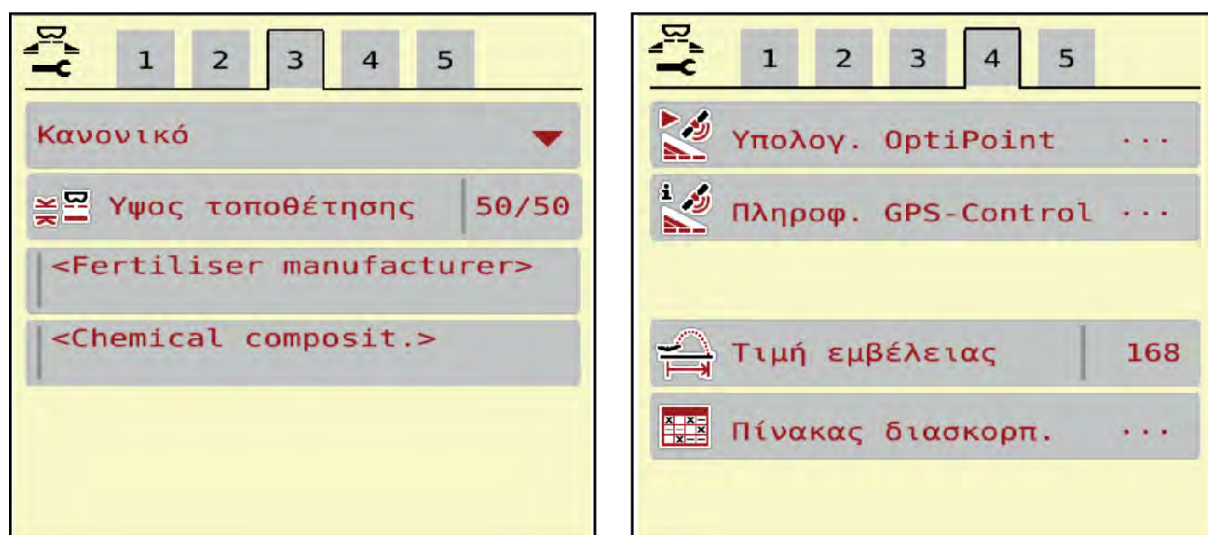 1 2 3 4 5
Κανονικό
Υψος τοποθέτησης 50/50
<Fertiliser manufacturer>
<Chemical composit.>
1 2 3 4 5
Υπολογ. OptiPoint ...
Πληροφ. GPS-Control ...
Τιμή εμβέλειας 168
Πίνακας διασκορπ. ...